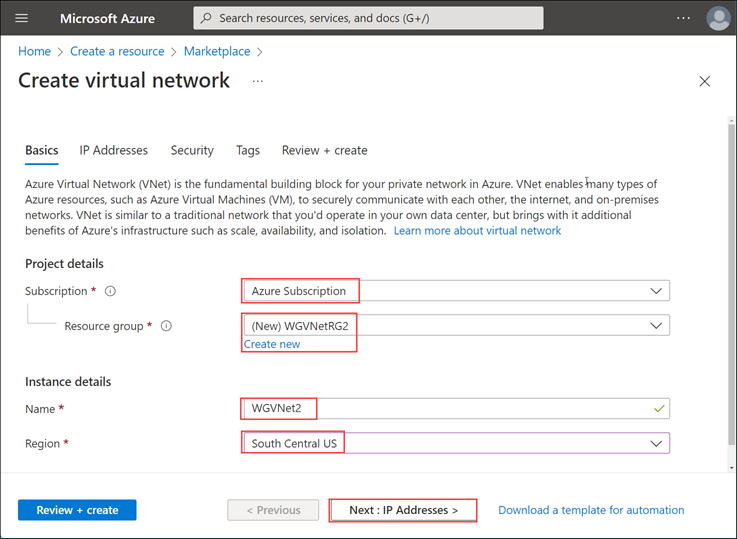 Microsoft Azure
Search resources, services, and docs (G+/)
Home > Create a resource > Marketplace >
Create virtual network ...
Basics IP Addresses Security Tags Review + create
Azure Virtual Network (VNet) is the fundamental building block for your private network in Azure. VNet enables many types of
Azure resources, such as Azure Virtual Machines (VM), to securely communicate with each other, the internet, and on-premises
networks. VNet is similar to a traditional network that you'd operate in your own data center, but brings with it additional
benefits of Azure's infrastructure such as scale, availability, and isolation. Learn more about virtual network
Project details
Subscription * Azure Subscription
Resource group * (New) WGVNetRG2
Create new
Instance details
Name * WGVNet2
Region * South Central US
Review + create < Previous Next : IP Addresses > Download a template for automation